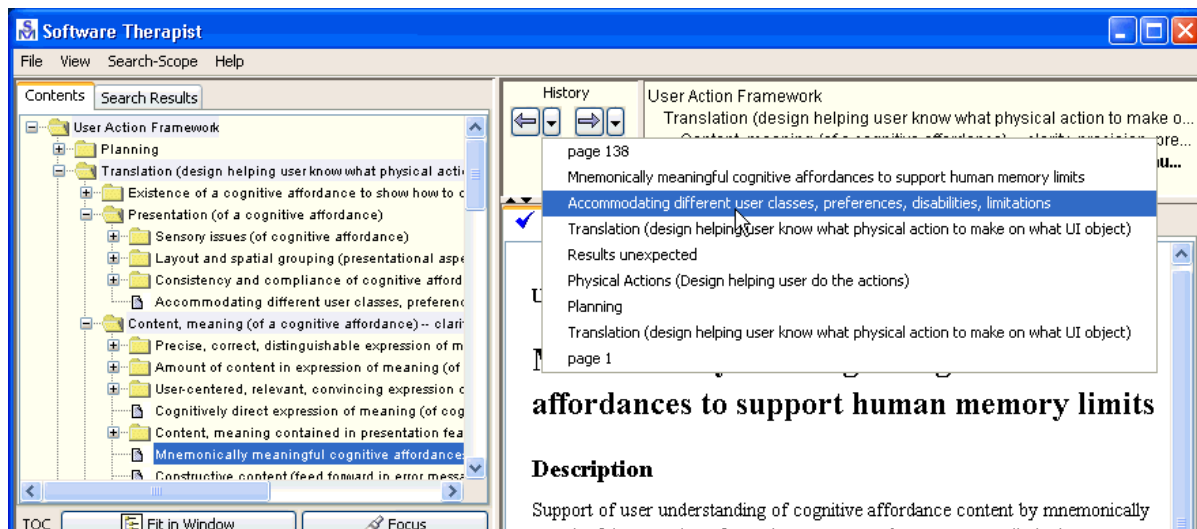 Software Therapist
File View Search-Scope Help
Contents Search Results
User Action Framework
Planning
Translation (design helping user know what physical acti
Existence of a cognitive affordance to show how to c
Presentation (of a cognitive affordance)
Sensory issues (of cognitive affordance)
Layout and spatial grouping (presentational aspe
Consistency and compliance of cognitive afford
Accommodating different user classes, preferenc
Content, meaning (of a cognitive affordance) -- clari
Precise, correct, distinguishable expression of m
Amount of content in expression of meaning (of
User-centered, relevant, convincing expression c
Cognitively direct expression of meaning (of cog
Content, meaning contained in presentation fea
Mnemonically meaningful cognitive affordance
Constructive content (feed forward in error messa
TOC Fit in Window Focus
History
User Action Framework
Translation (design helping user know what physical action to make o...
page 138
Mnemonically meaningful cognitive affordances to support human memory limits
Accommodating different user classes, preferences, disabilities, limitations
Translation (design helping user know what physical action to make on what UI object)
Results unexpected
Physical Actions (Design helping user do the actions)
Planning
Translation (design helping user know what physical action to make on what UI object)
page 1
affordances to support human memory limits
Description
Support of user understanding of cognitive affordance content by mnemonically